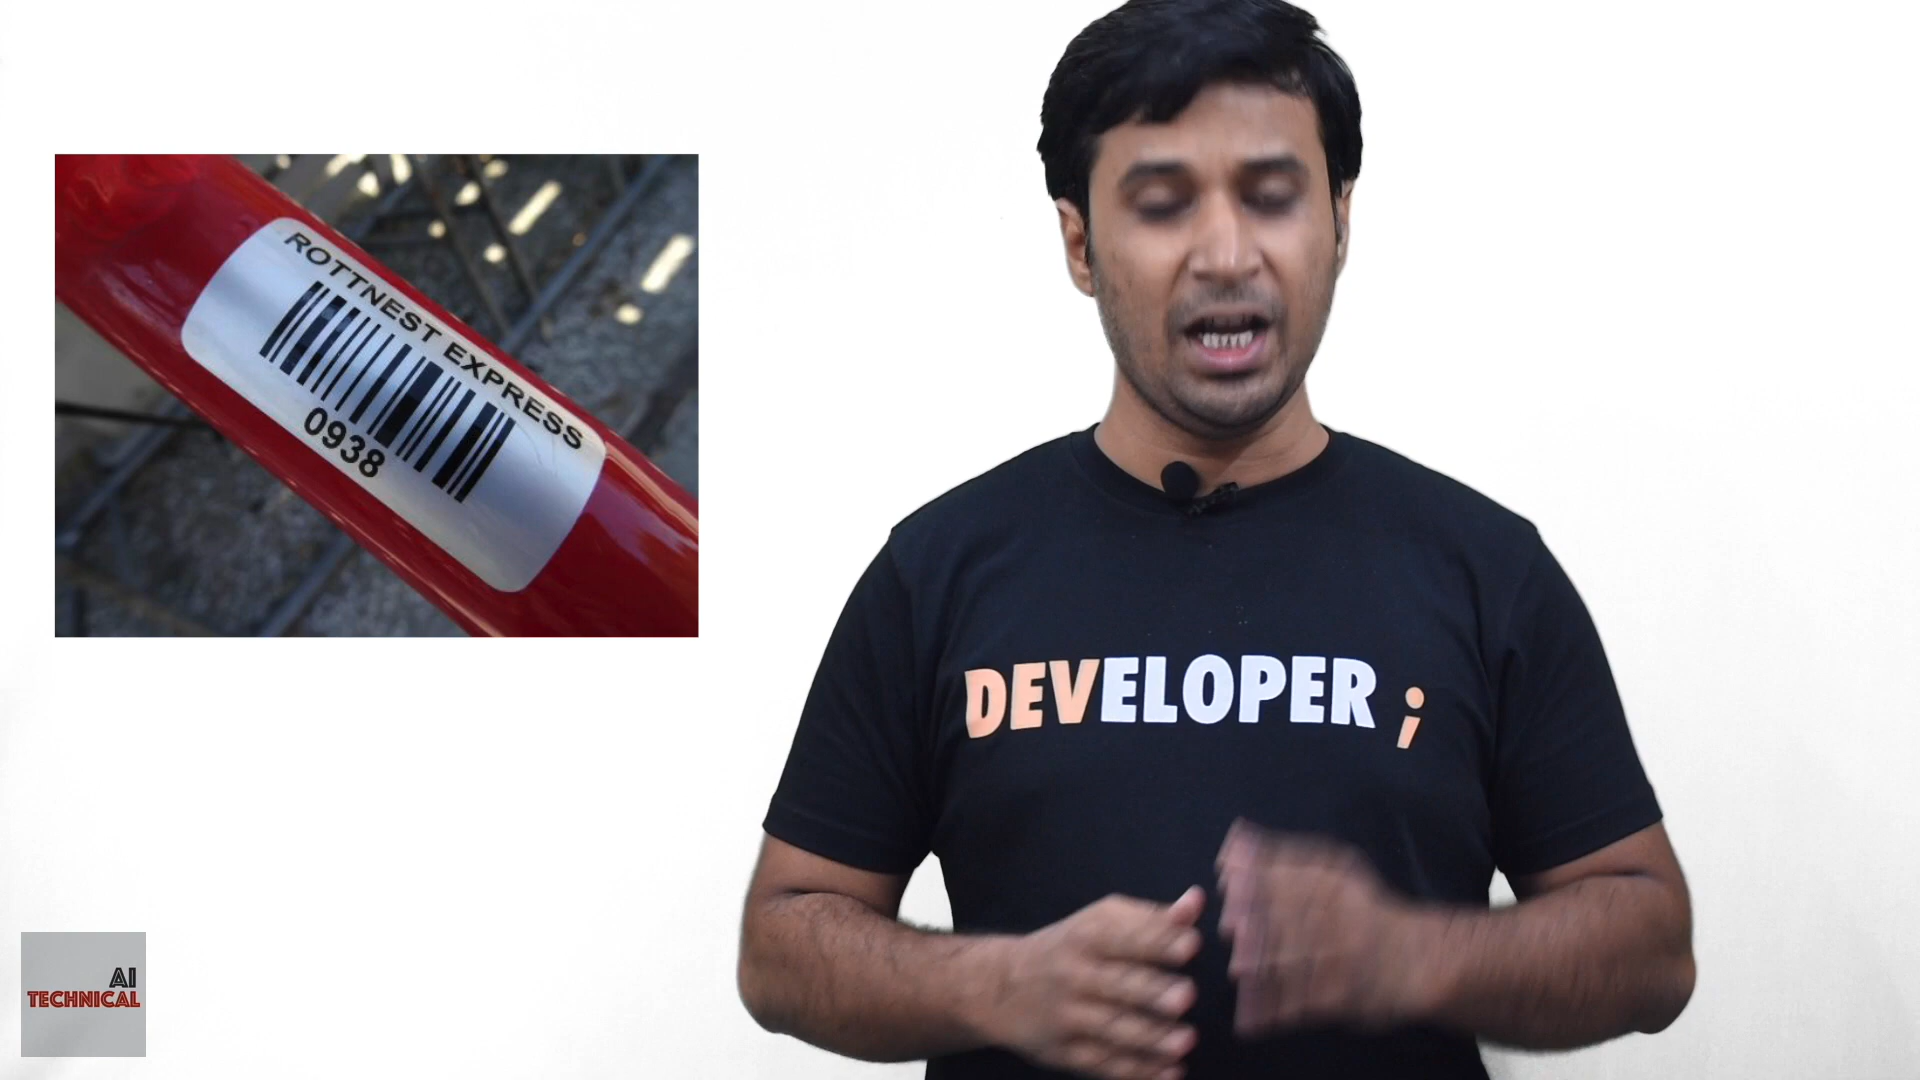 ROTTNEST EXPRESS
0938
DEVELOPER ;
AI
TECHNICAL